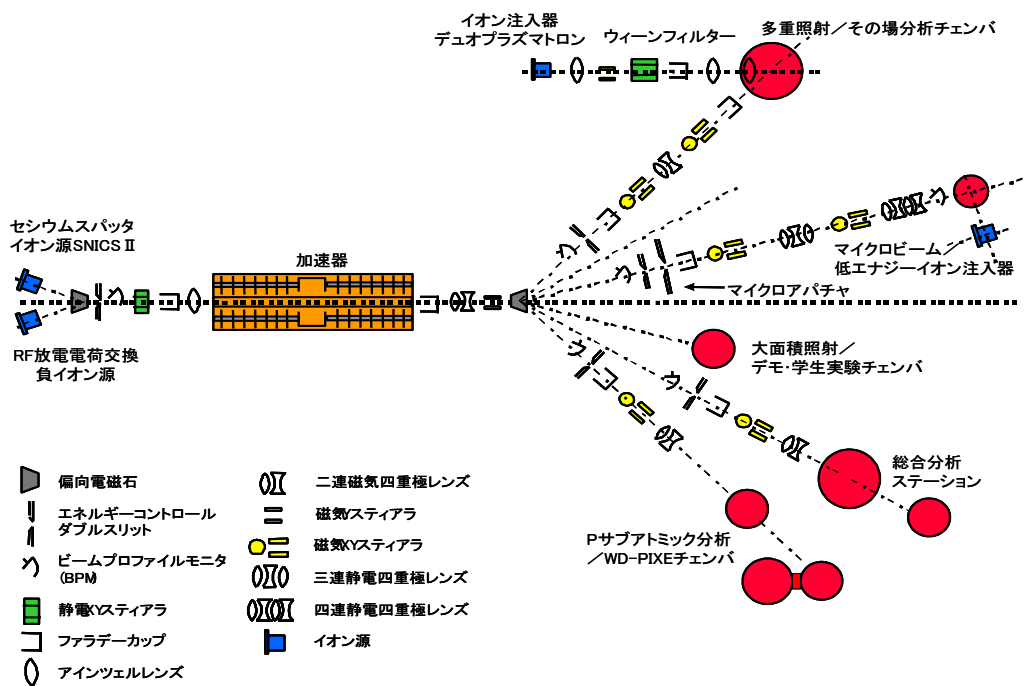 イオン注入器
デュオプラズマトロン
ウィーンフィルター
多重照射／その場分析チェンバ
セシウムスパッタ
イオン源SNICSⅡ
加速器
マイクロビーム／
低エナジーイオン注入器
マイクロアパチャ
RF放電電荷交換
負イオン源
大面積照射／
デモ･学生実験チェンバ
総合分析
ステーション
Pサブアトミック分析
／WD-PIXEチェンバ
偏向電磁石
エネルギーコントロール
ダブルスリット
ビームプロファイルモニタ
(BPM)
静電XYスティアラ
ファラデーカップ
アインツェルレンズ
二連磁気四重極レンズ
磁気Yスティアラ
磁気XYスティアラ
三連静電四重極レンズ
四連静電四重極レンズ
イオン源